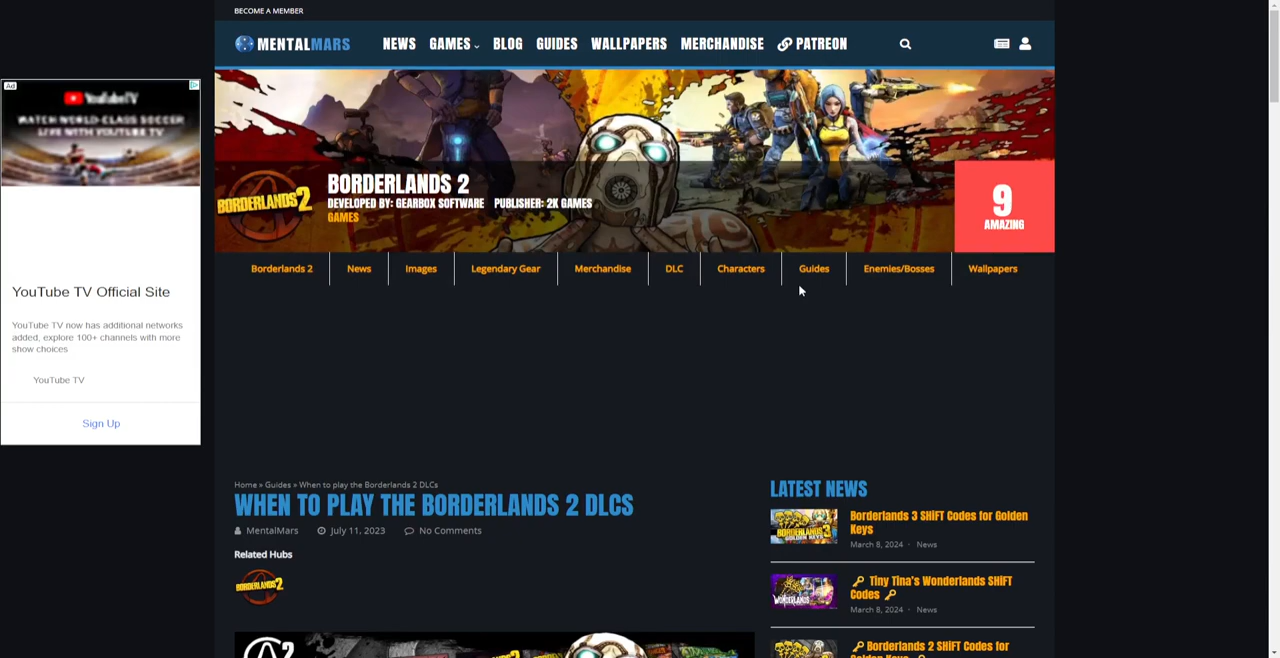 BECOME A MEMBER
MENTALMARS
NEWS GAMES BLOG GUIDES WALLPAPERS MERCHANDISE PATREON
Ad
YouTubeTV
WATCH WORLD-CLASS SOCCER
LIVE WITH YOUTUBE TV
YouTube TV Official Site
YouTube TV now has additional networks
added, explore 100+ channels with more
show choices
YouTube TV
Sign Up
BORDERLANDS 2
BORDERLANDS 2
DEVELOPED BY: GEARBOX SOFTWARE PUBLISHER: 2K GAMES
GAMES
9
AMAZING
Borderlands 2 News Images Legendary Gear Merchandise DLC Characters Guides Enemies/Bosses Wallpapers
Home » Guides » When to play the Borderlands 2 DLCs
WHEN TO PLAY THE BORDERLANDS 2 DLCS
MentalMars July 11, 2023 No Comments
Related Hubs
BORDERLANDS 2
2
LATEST NEWS
Borderlands 3 SHiFT Codes for Golden
Keys
March 8, 2024 · News
Tiny Tina's Wonderlands SHiFT
Codes
March 8, 2024 · News
Borderlands 2 SHiFT Codes for
Golden Keys